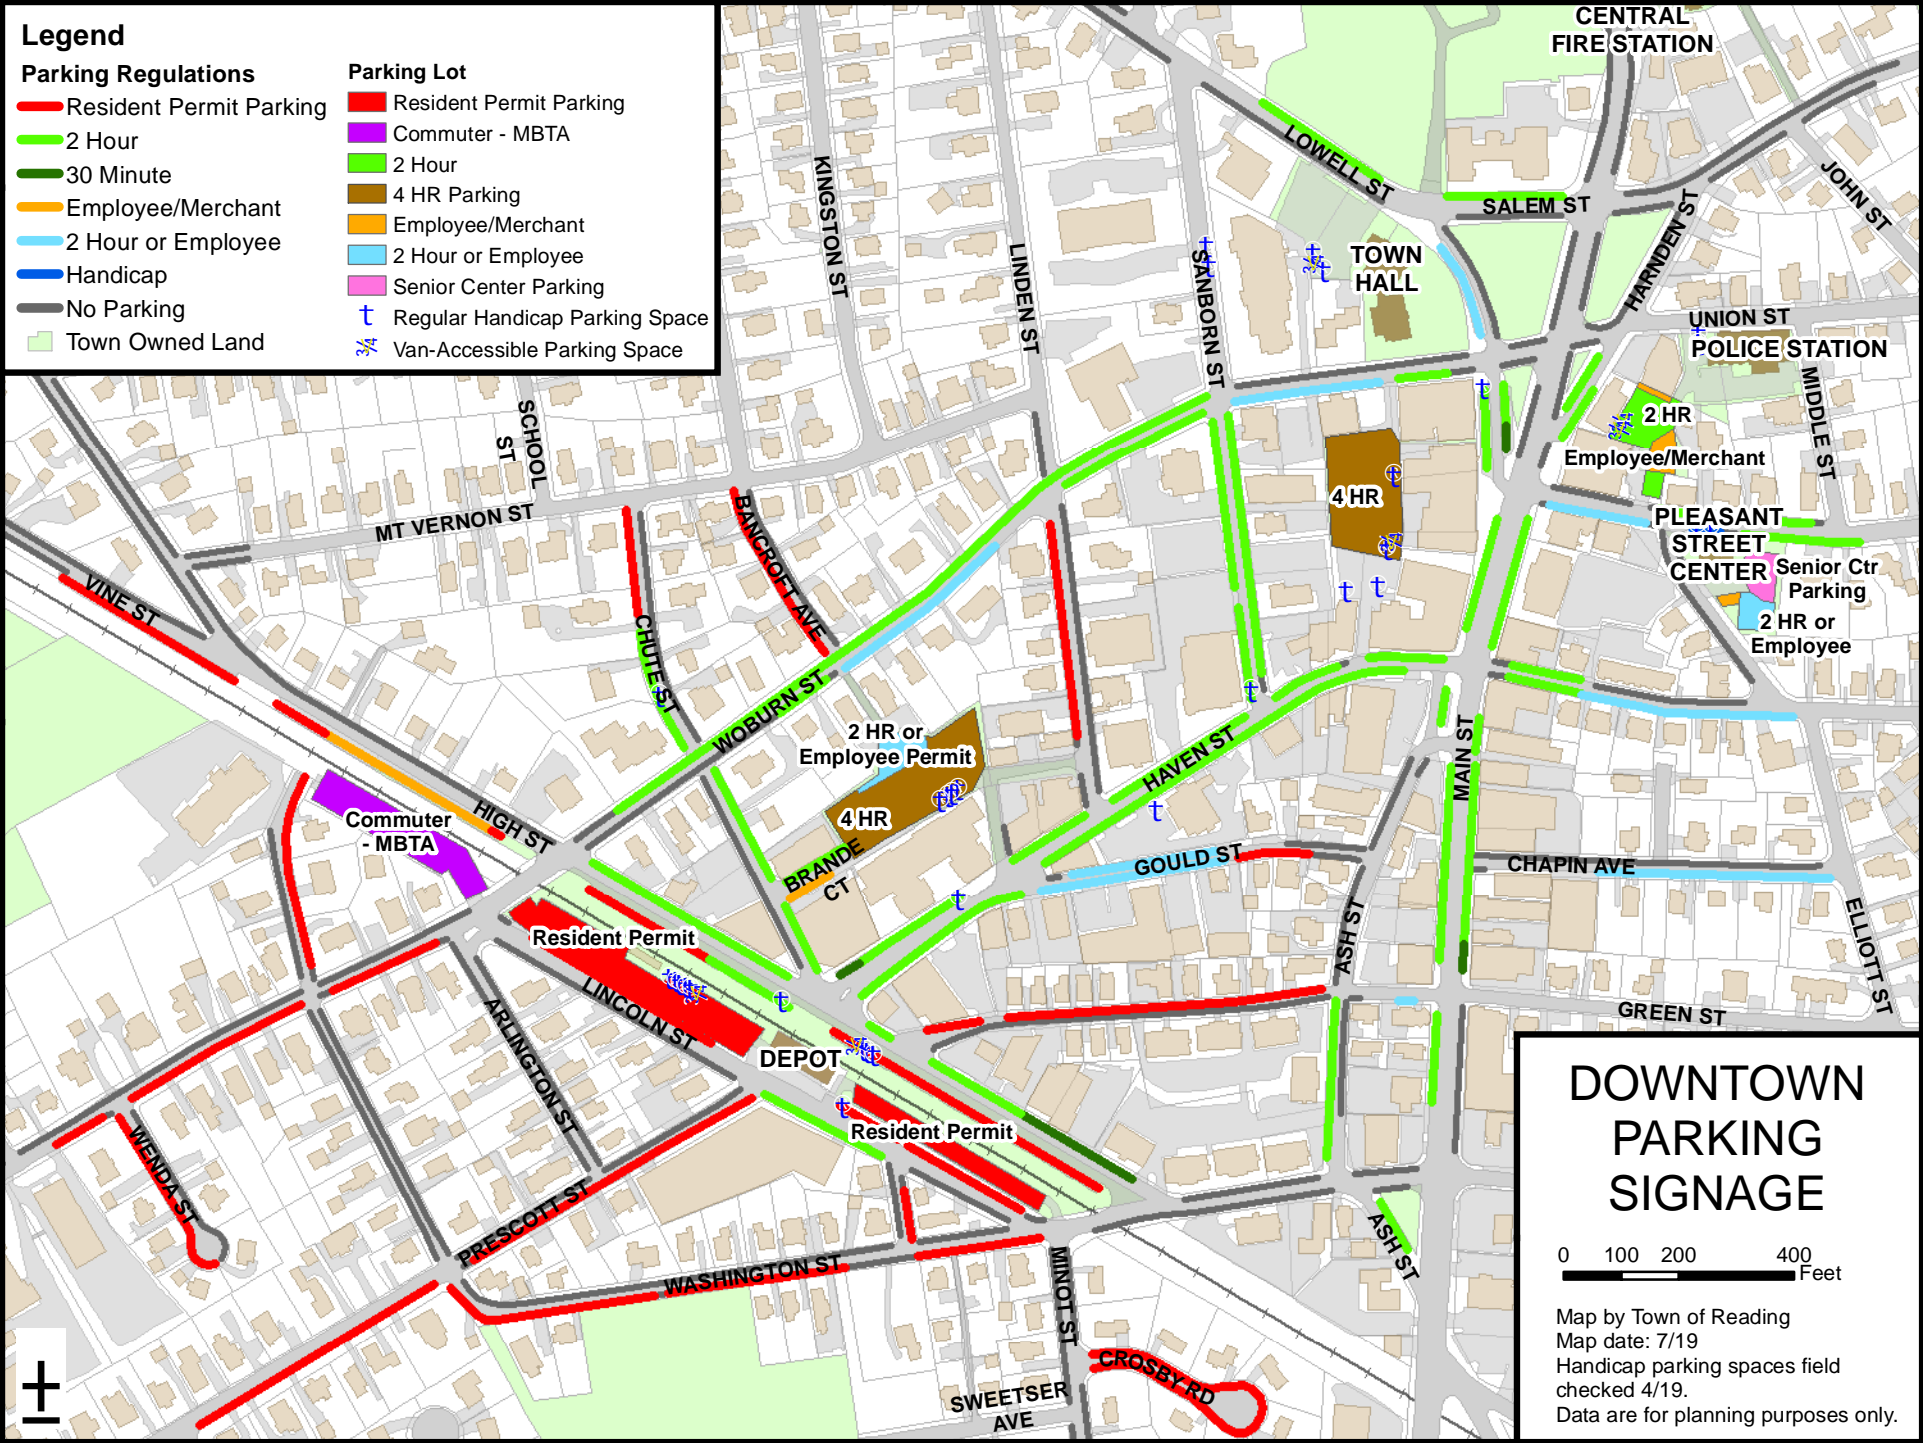 Legend
Parking Regulations
Resident Permit Parking
2 Hour
30 Minute
Employee/Merchant
2 Hour or Employee
Handicap
No Parking
Town Owned Land
Parking Lot
Resident Permit Parking
Commuter - MBTA
2 Hour
4 HR Parking
Employee/Merchant
2 Hour or Employee
Senior Center Parking
Regular Handicap Parking Space
Van-Accessible Parking Space
CENTRAL
FIRE STATION
LOWELL ST
SALEM ST
JOHN ST
HARNDEN ST
KINGSTON ST
LINDEN ST
SANBORN ST
TOWN
HALL
UNION ST
POLICE STATION
MIDDLE ST
2 HR
Employee/Merchant
SCHOOL
ST
MT VERNON ST
BANCROFT AVE
4 HR
PLEASANT
STREET
CENTER
Senior Ctr
Parking
2 HR or
Employee
VINE ST
CHUTE ST
WOBURN ST
2 HR or
Employee Permit
4 HR
HAVEN ST
MAIN ST
HIGH ST
Commuter
- MBTA
BRANDE
CT
GOULD ST
CHAPIN AVE
ASH ST
ELLIOTT ST
Resident Permit
LINCOLN ST
ARLINGTON ST
DEPOT
GREEN ST
Resident Permit
WENDA ST
PRESCOTT ST
WASHINGTON ST
MINOT ST
ASH ST
CROSBY RD
SWEETSER
AVE
DOWNTOWN
PARKING
SIGNAGE
0 100 200 400
Feet
Map by Town of Reading
Map date: 7/19
Handicap parking spaces field
checked 4/19.
Data are for planning purposes only.